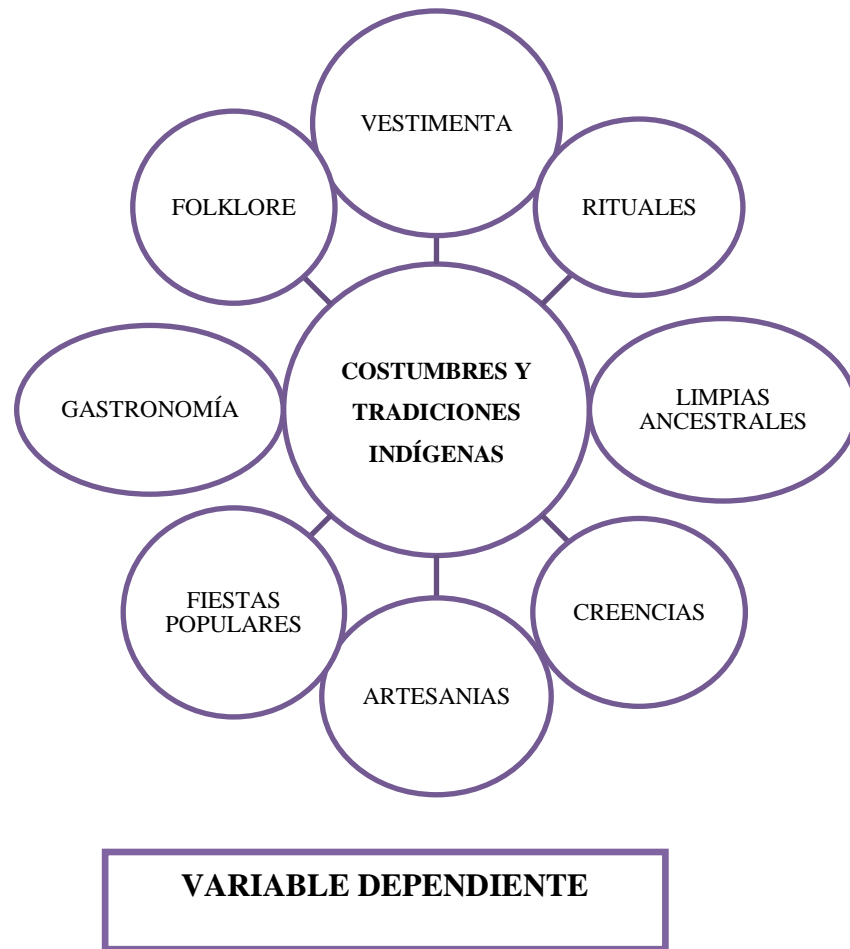 VESTIMENTA
FOLKLORE
RITUALES
GASTRONOMÍA
COSTUMBRES Y
TRADICIONES
INDÍGENAS
LIMPIAS
ANCESTRALES
FIESTAS
POPULARES
CREENCIAS
ARTESANIAS
VARIABLE DEPENDIENTE